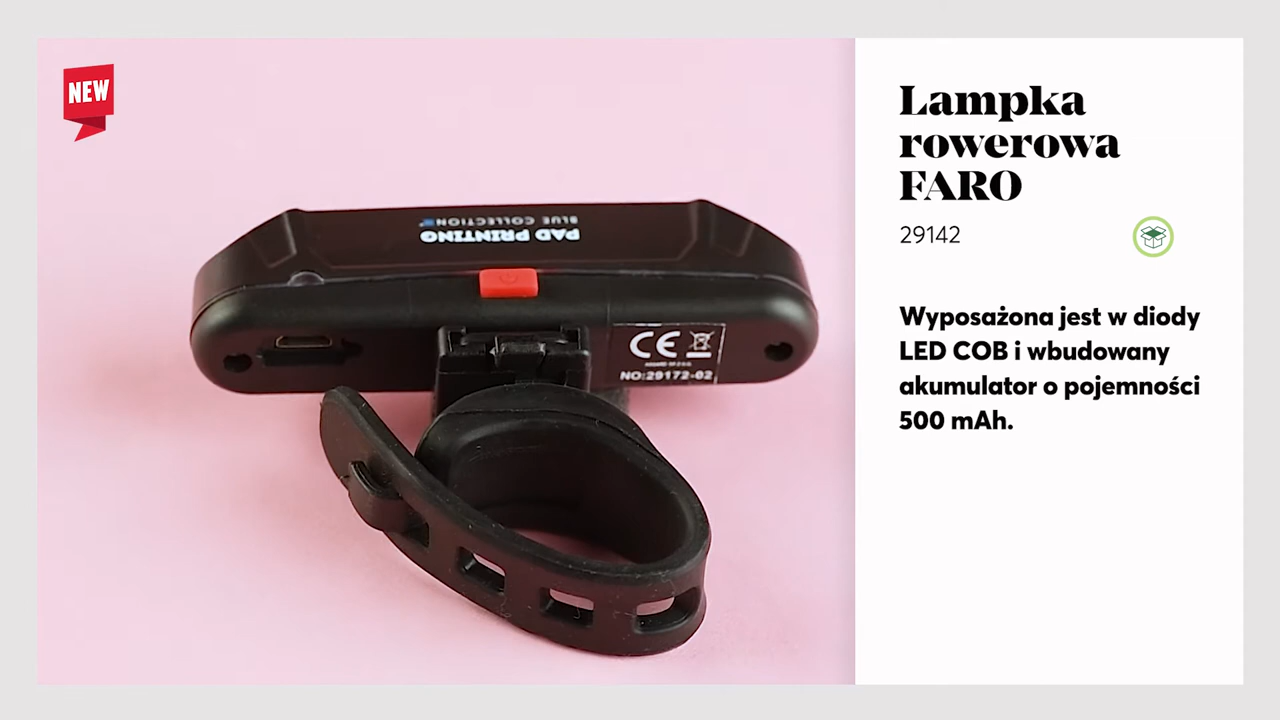 NEW
BLUE COLLECTION
PAD PRINTING
CE
NO:29172-02
Lampka
rowerowa
FARO
29142
Wyposażona jest w diody
LED COB i wbudowany
akumulator o pojemności
500 mAh.